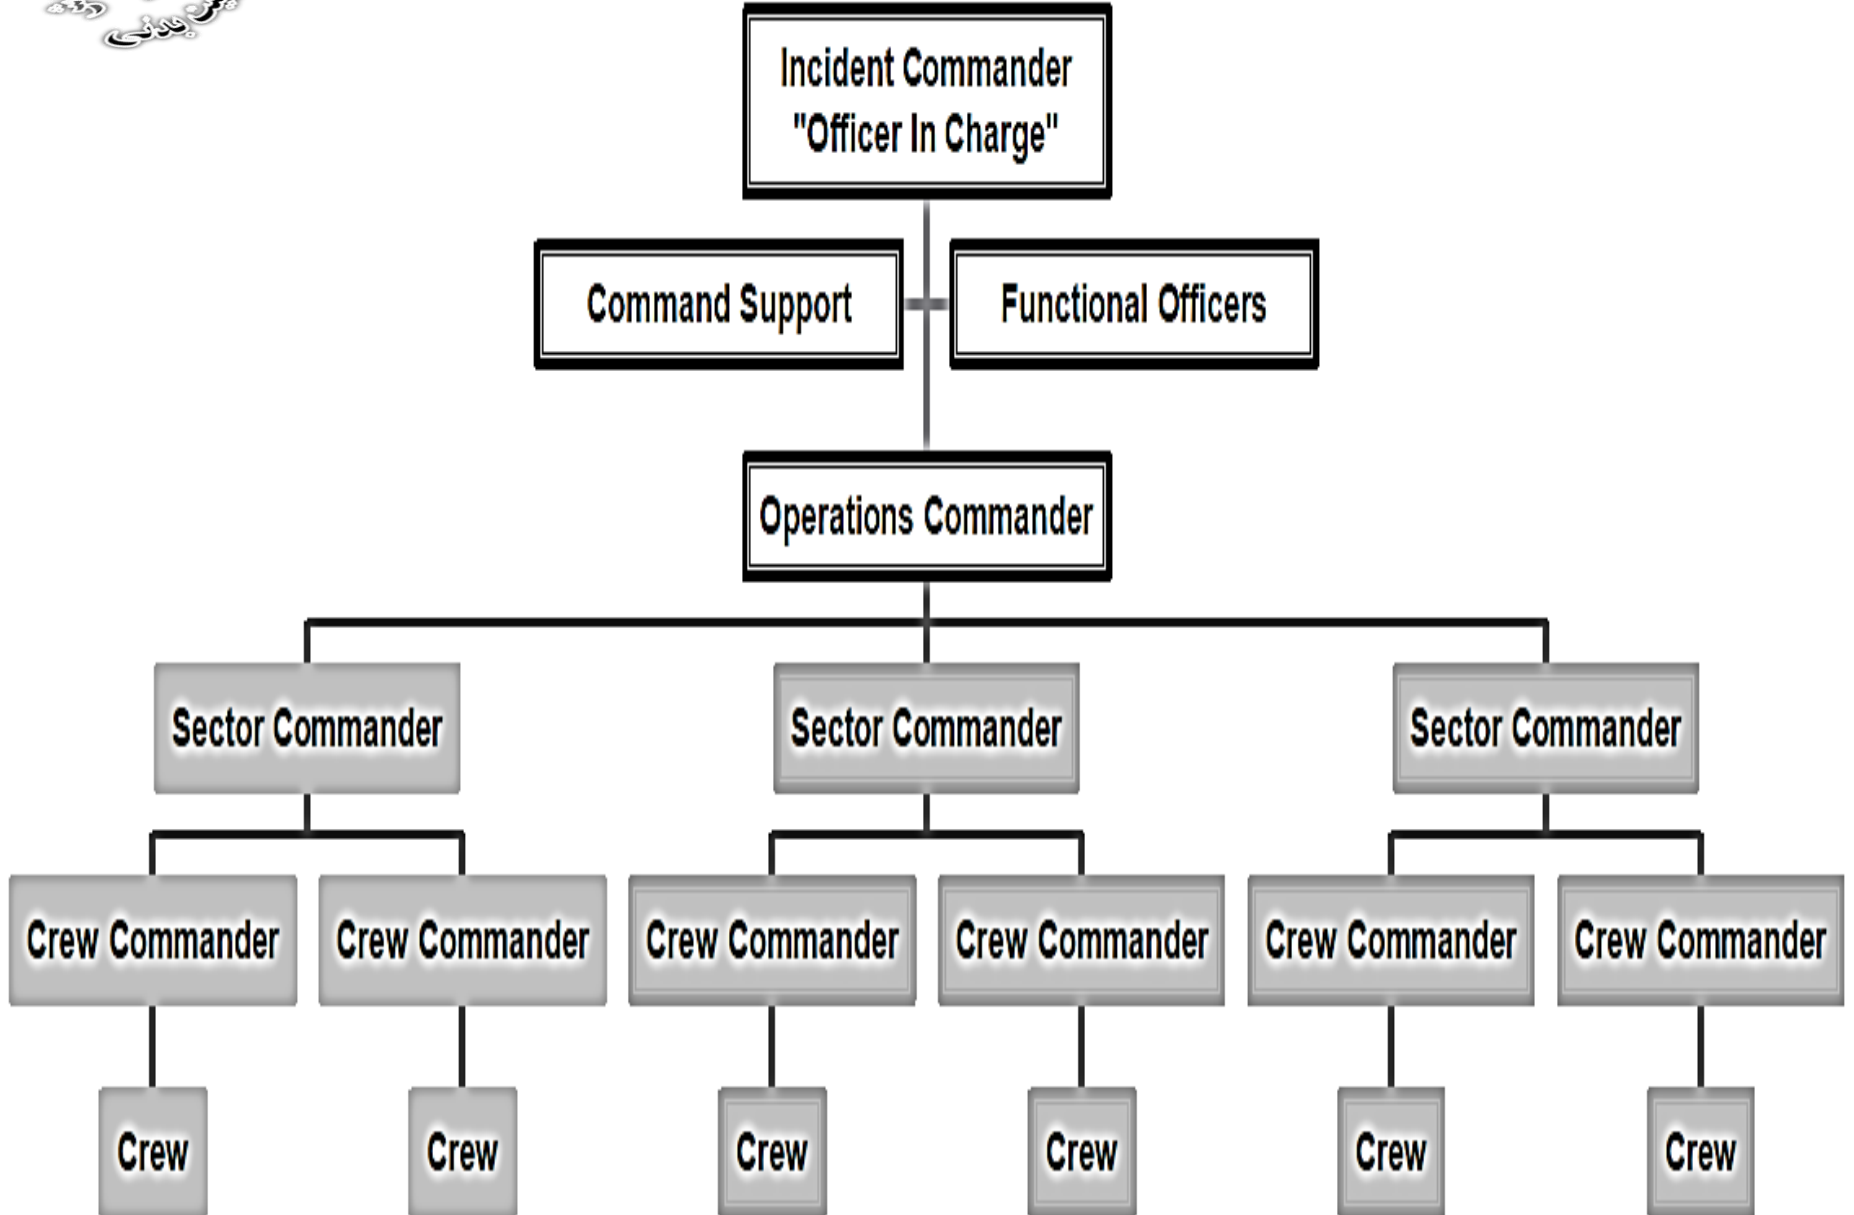 بدنی
Incident Commander
"Officer In Charge"
Command Support
Functional Officers
Operations Commander
Sector Commander
Sector Commander
Sector Commander
Crew Commander
Crew Commander
Crew Commander
Crew Commander
Crew Commander
Crew Commander
Crew
Crew
Crew
Crew
Crew
Crew